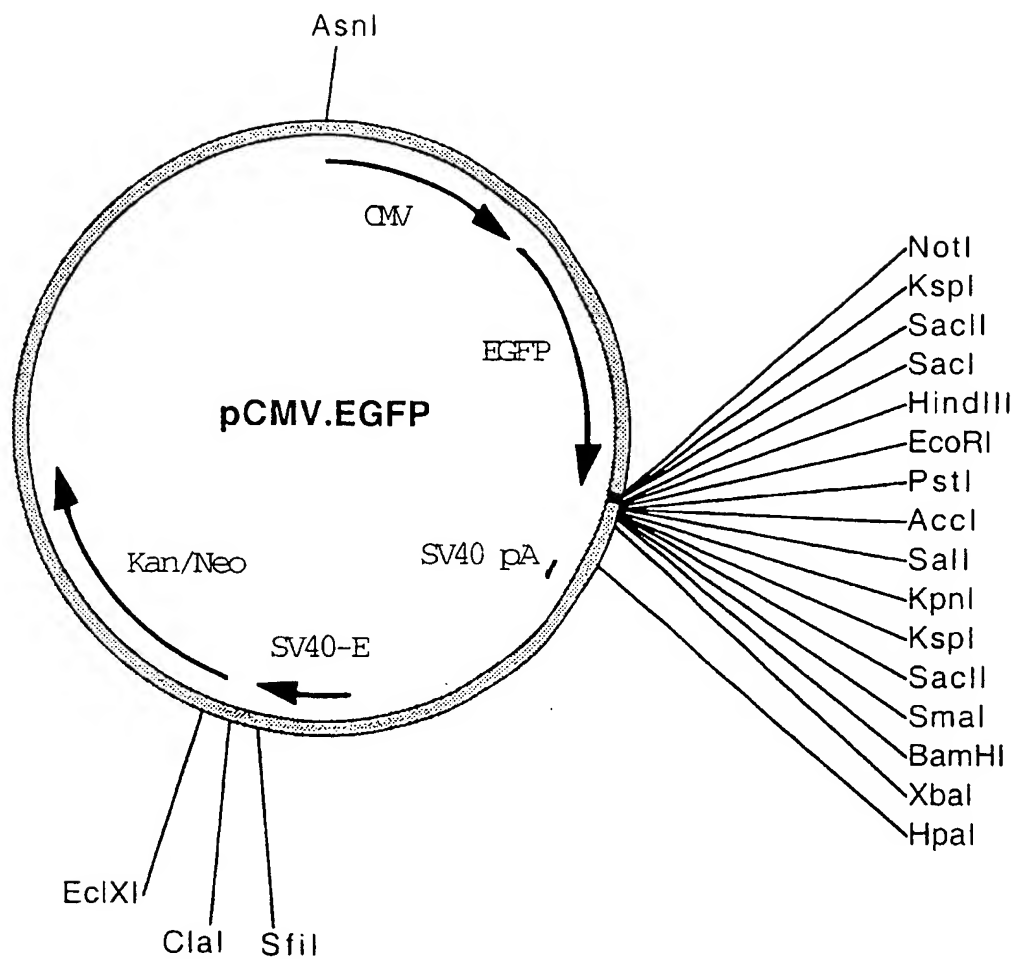 AsnI
CMV
NotI
KspI
SacII
EGFP
SacI
HindIII
pCMV.EGFP
EcoRI
PstI
AccI
Kan/Neo
SV40 pA
SalI
KpnI
SV40-E
KspI
SacII
SmaI
BamHI
XbaI
HpaI
EclXI
ClaI
SfiI